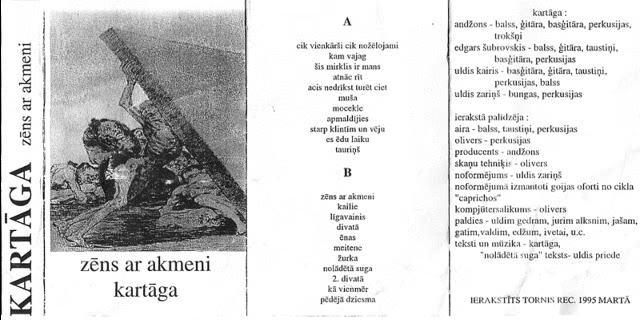 KARTĀGA zēns ar akmeni
zēns ar akmeni
kartāga
A
cik vienkārši cik nožēlojami
kam vajag
šis mirklis ir mans
atnāc rīt
acis nedrīkst turēt ciet
muša
mocekle
apmaldījies
starp klintīm un vēju
es ēdu laiku
tauriņš
B
zēns ar akmeni
kailie
līgavainis
divatā
ēnas
meitene
žurka
nolādētā suga
2. divatā
kā vienmēr
pēdējā dziesma
kartāga :
andžons - balss, ģitāra, basģitāra, perkusijas,
trokšņi
edgars šubrovskis - balss, ģitāra, taustiņi,
basģitāra, perkusijas
uldis kairis - basģitāra, ģitāra, taustiņi,
perkusijas, balss
uldis zariņš - bungas, perkusijas
ierakstā palīdzēja :
aira - balss, taustiņi, perkusijas
olivers - perkusijas
producents - andžons
skaņu tehniķis - olivers
noformējums - uldis zariņš
noformējumā izmantoti goijas oforti no cikla
"caprichos"
kompjūtersalikums - olivers
paldies - uldim gedram, jurim alksnim, jašam,
gatim, valdim, edžum, ivetai, u.c.
teksti un mūzika - kartāga,
"nolādētā suga" teksts- uldis priede
IERAKSTĪTS TORNIS REC. 1995 MARTĀ